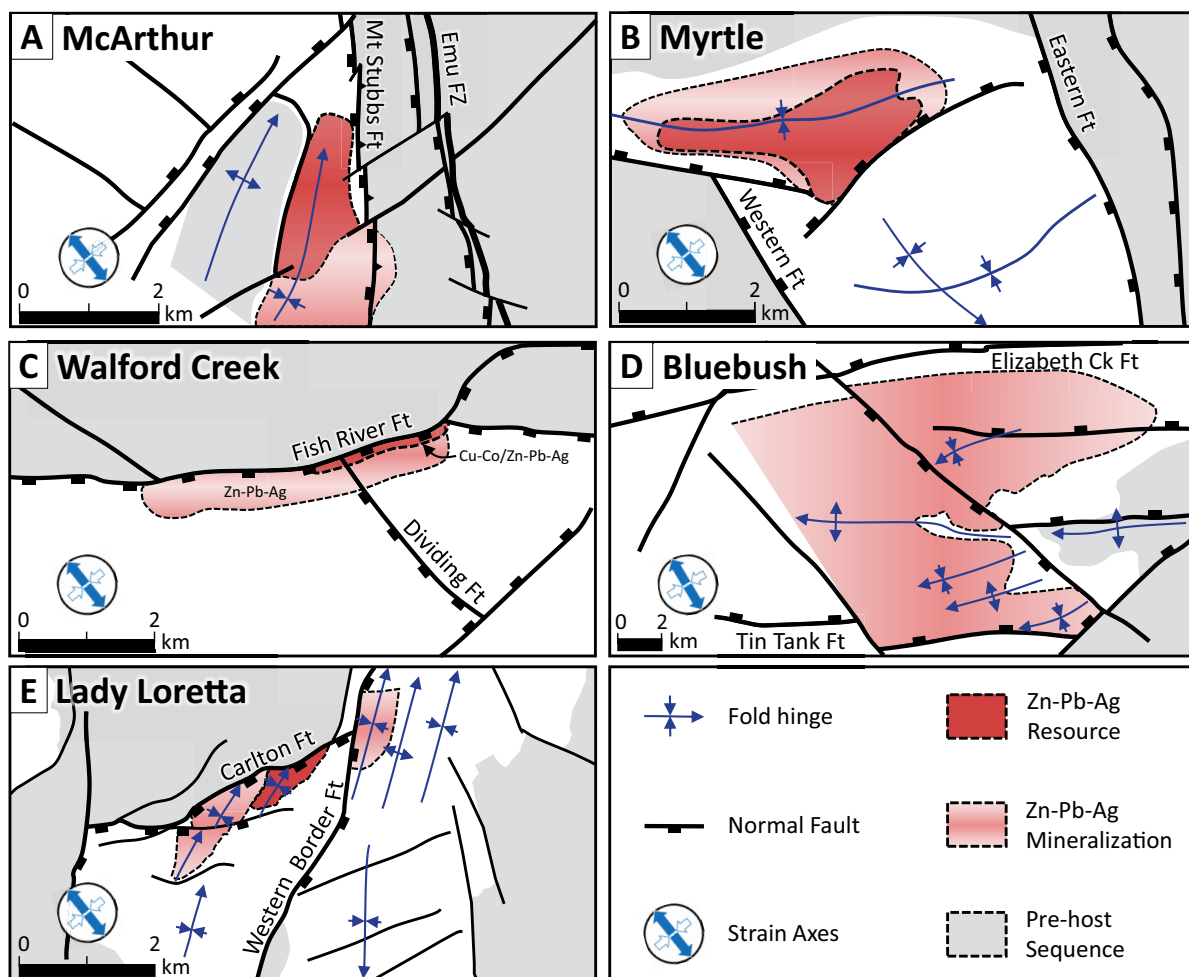 A McArthur
Mt Stubbs Ft
Emu FZ
0 2
km
B Myrtle
Eastern Ft
Western Ft
0 2
km
C Walford Creek
Fish River Ft
Cu-Co/Zn-Pb-Ag
Zn-Pb-Ag
Dividing Ft
0 2
km
D Bluebush
Elizabeth Ck Ft
Tin Tank Ft
0 2
km
E Lady Loretta
Carlton Ft
Western Border Ft
0 2
km
Fold hinge
Zn-Pb-Ag
Resource
Normal Fault
Zn-Pb-Ag
Mineralization
Strain Axes
Pre-host
Sequence